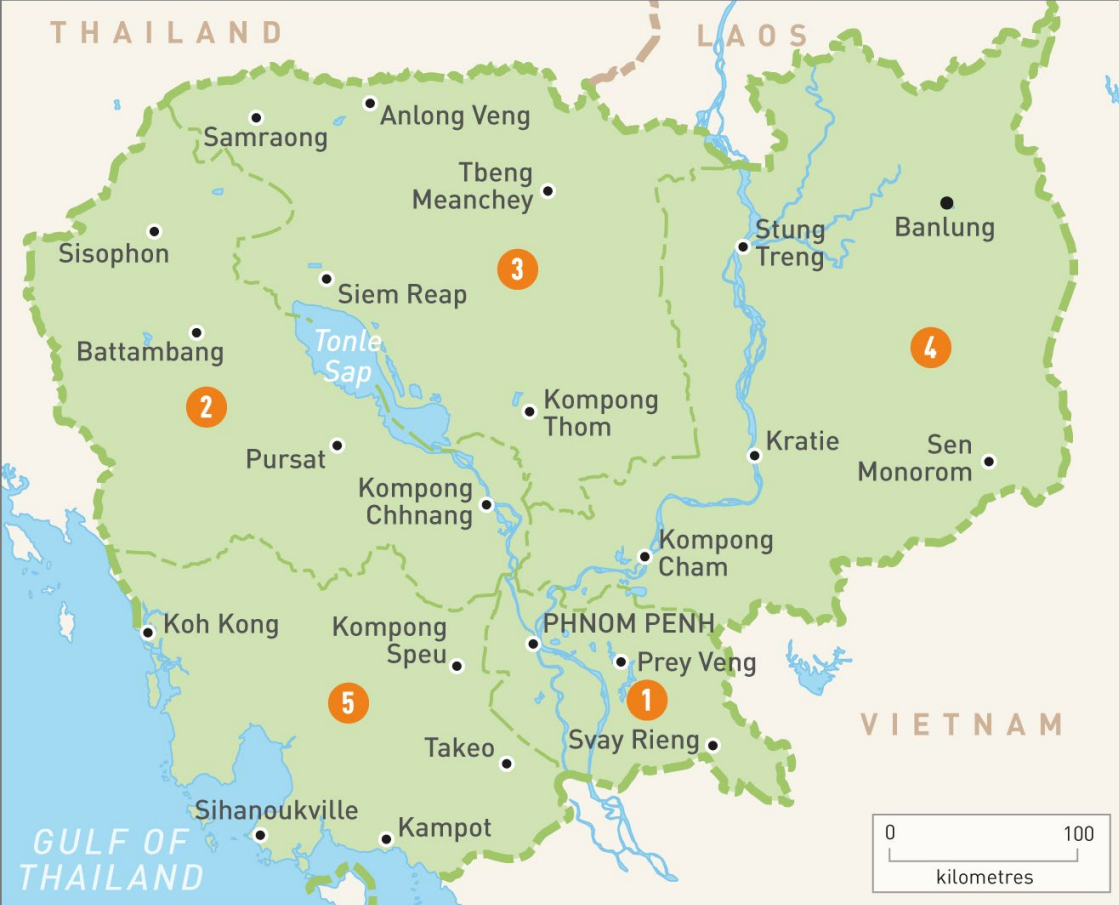 THAILAND
LAOS
Anlong Veng
Samraong
Tbeng
Meanchey
Banlung
Stung
Treng
Sisophon
3
Siem Reap
Tonle
Sap
Battambang
4
2
Kompong
Thom
Kratie
Sen
Monorom
Pursat
Kompong
Chhnang
Kompong
Cham
Koh Kong
Kompong
Speu
PHNOM PENH
Prey Veng
5
1
VIETNAM
Svay Rieng
Takeo
Sihanoukville
Kampot
GULF OF
THAILAND
0 100
kilometres